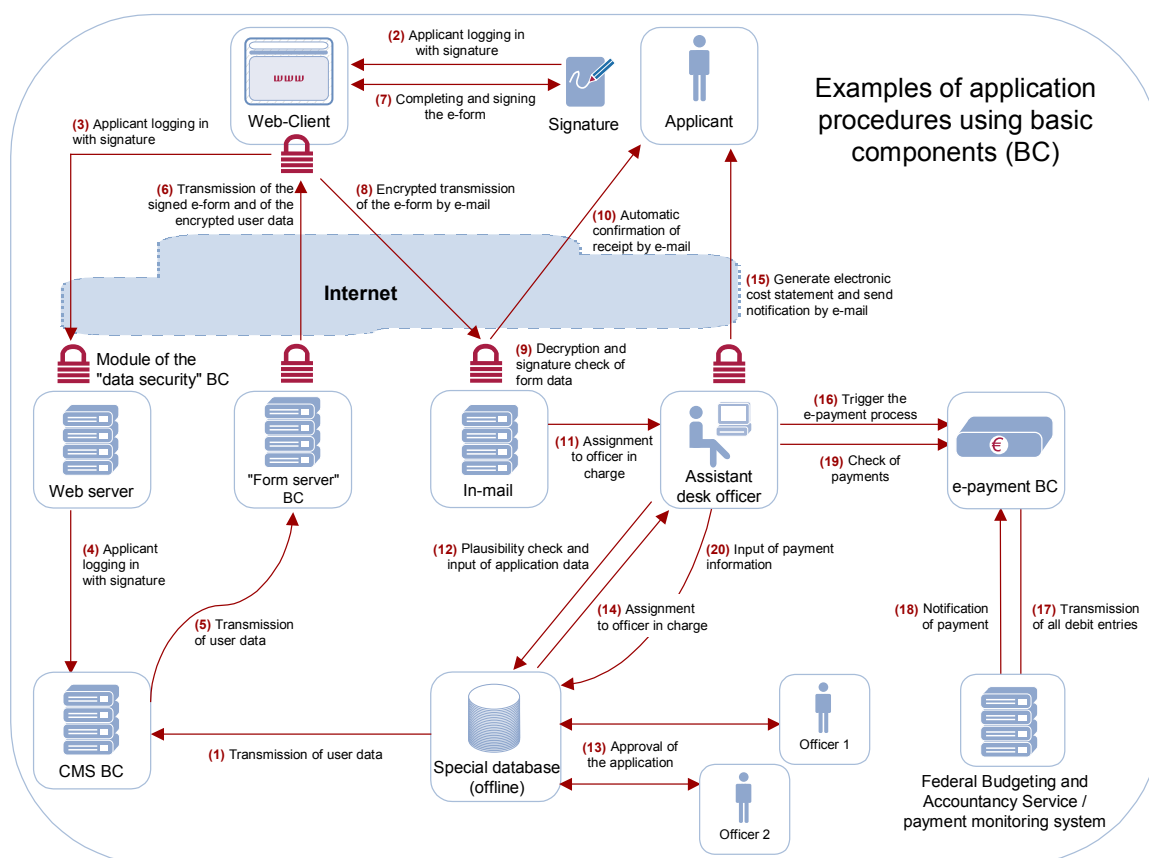 Examples of application
procedures using basic
components (BC)
(2) Applicant logging in
with signature
www
Web-Client
(7) Completing and signing
the e-form
Signature
Applicant
(3) Applicant logging in
with signature
(6) Transmission of the
signed e-form and of the
encrypted user data
(8) Encrypted transmission
of the e-form by e-mail
(10) Automatic
confirmation of
receipt by e-mail
Internet
(15) Generate electronic
cost statement and send
notification by e-mail
Module of the
"data security" BC
(9) Decryption and
signature check of
form data
Web server
"Form server"
BC
In-mail
(11) Assignment
to officer in
charge
Assistant
desk officer
(16) Trigger the
e-payment process
(19) Check of
payments
€
e-payment BC
(4) Applicant
logging in
with signature
(5) Transmission
of user data
(12) Plausibility check and
input of application data
(20) Input of payment
information
(14) Assignment
to officer in charge
(18) Notification
of payment
(17) Transmission
of all debit entries
CMS BC
(1) Transmission of user data
Special database
(offline)
(13) Approval of
the application
Officer 1
Officer 2
Federal Budgeting and
Accountancy Service /
payment monitoring system